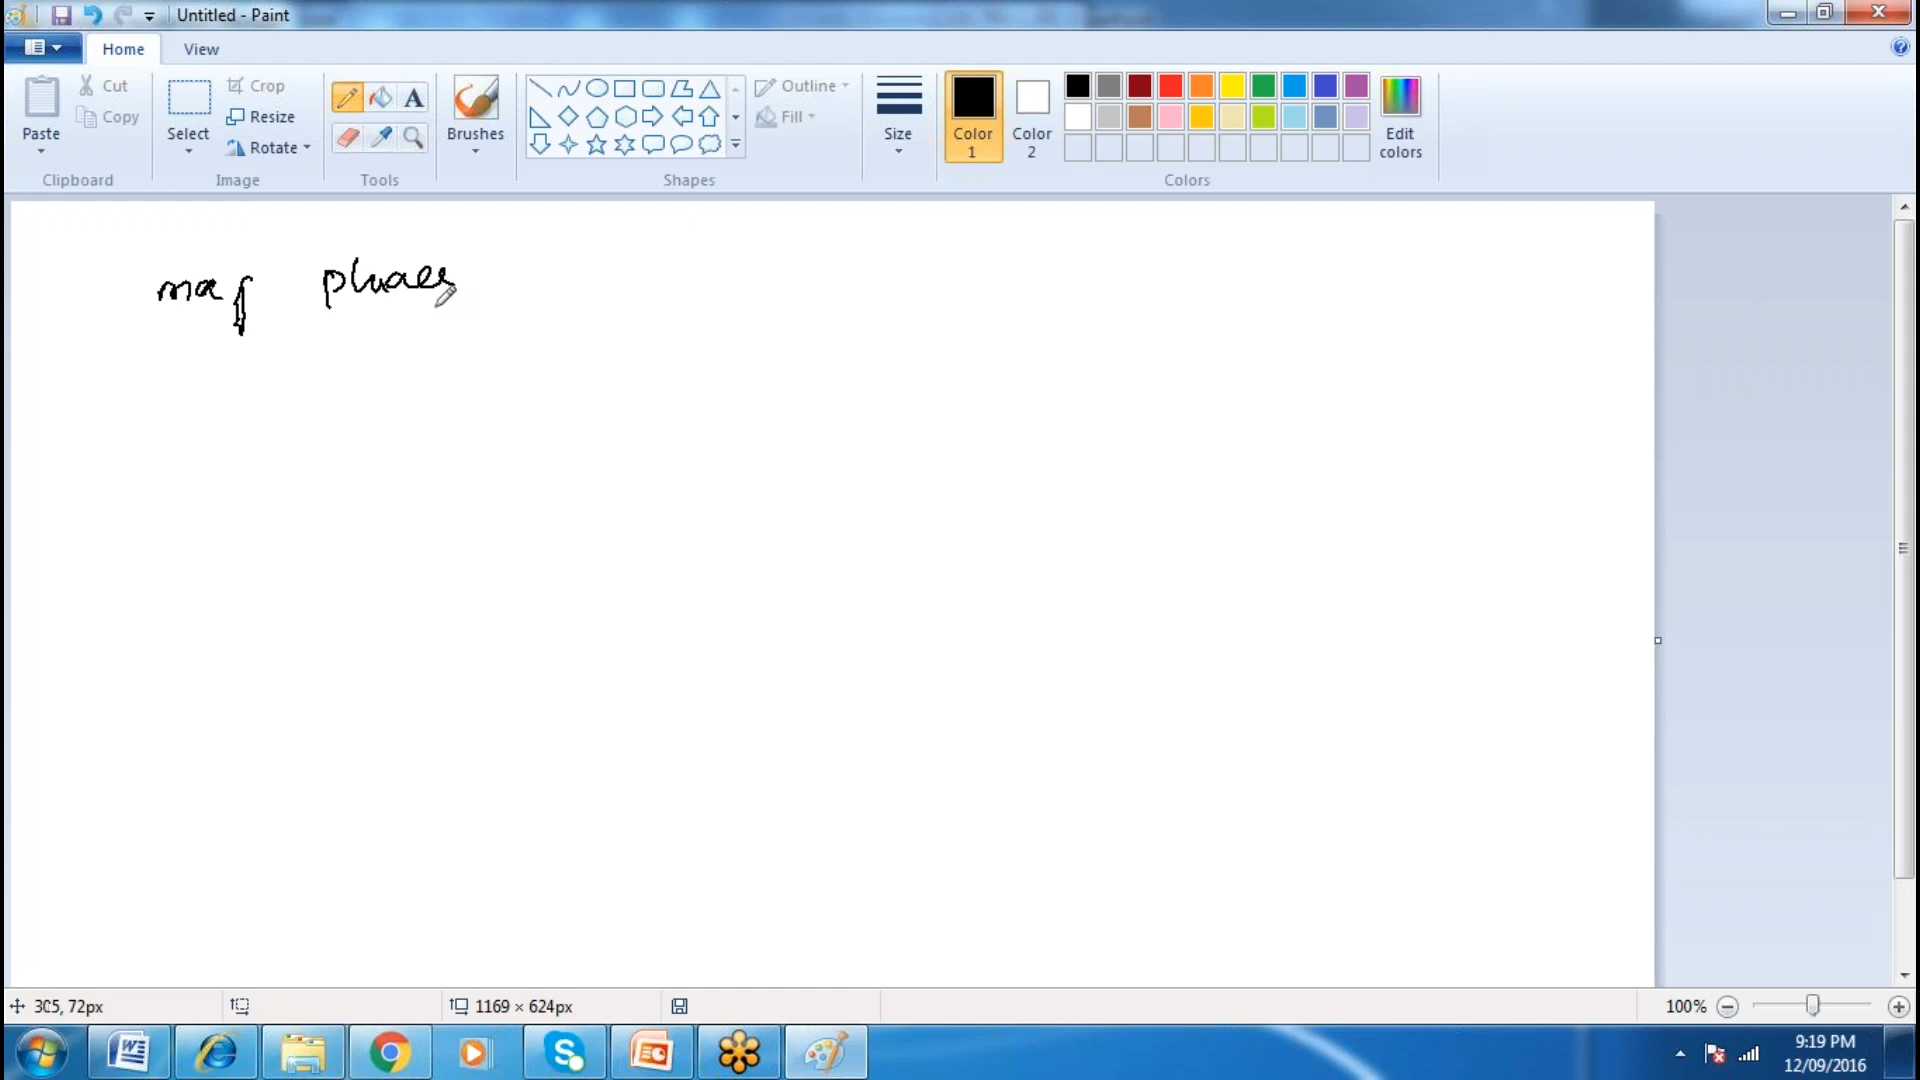 Untitled - Paint
Home View
Paste Cut Copy Select Crop Resize Rotate Brushes Outline Fill Size Color 1 Color 2 Edit colors
Clipboard Image Tools Shapes Colors
305, 72px 1169 × 624px 100%
9:19 PM
12/09/2016